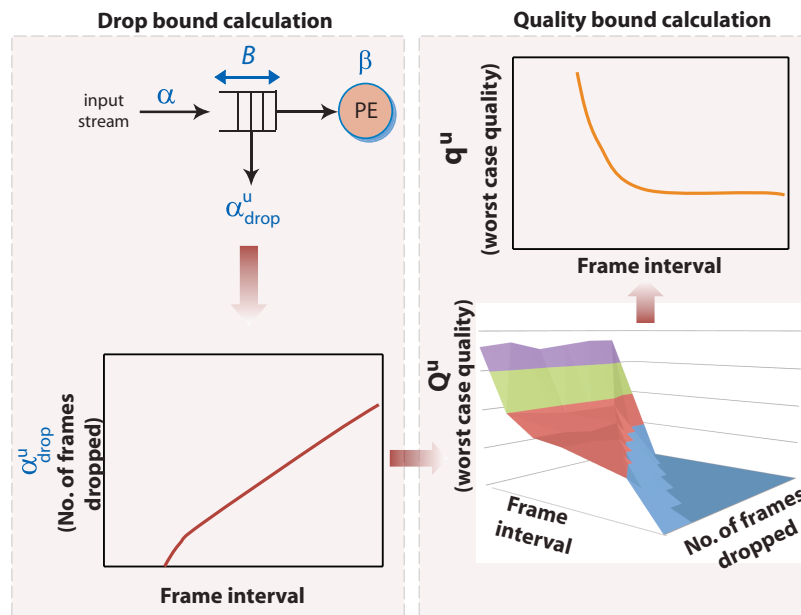 Drop bound calculation
B
β
input
stream
α
PE
α^u_drop
α^u_drop
(No. of frames
dropped)
Frame interval
Quality bound calculation
q^u
(worst case quality)
Frame interval
Q^u
(worst case quality)
Frame
interval
No. of frames
dropped